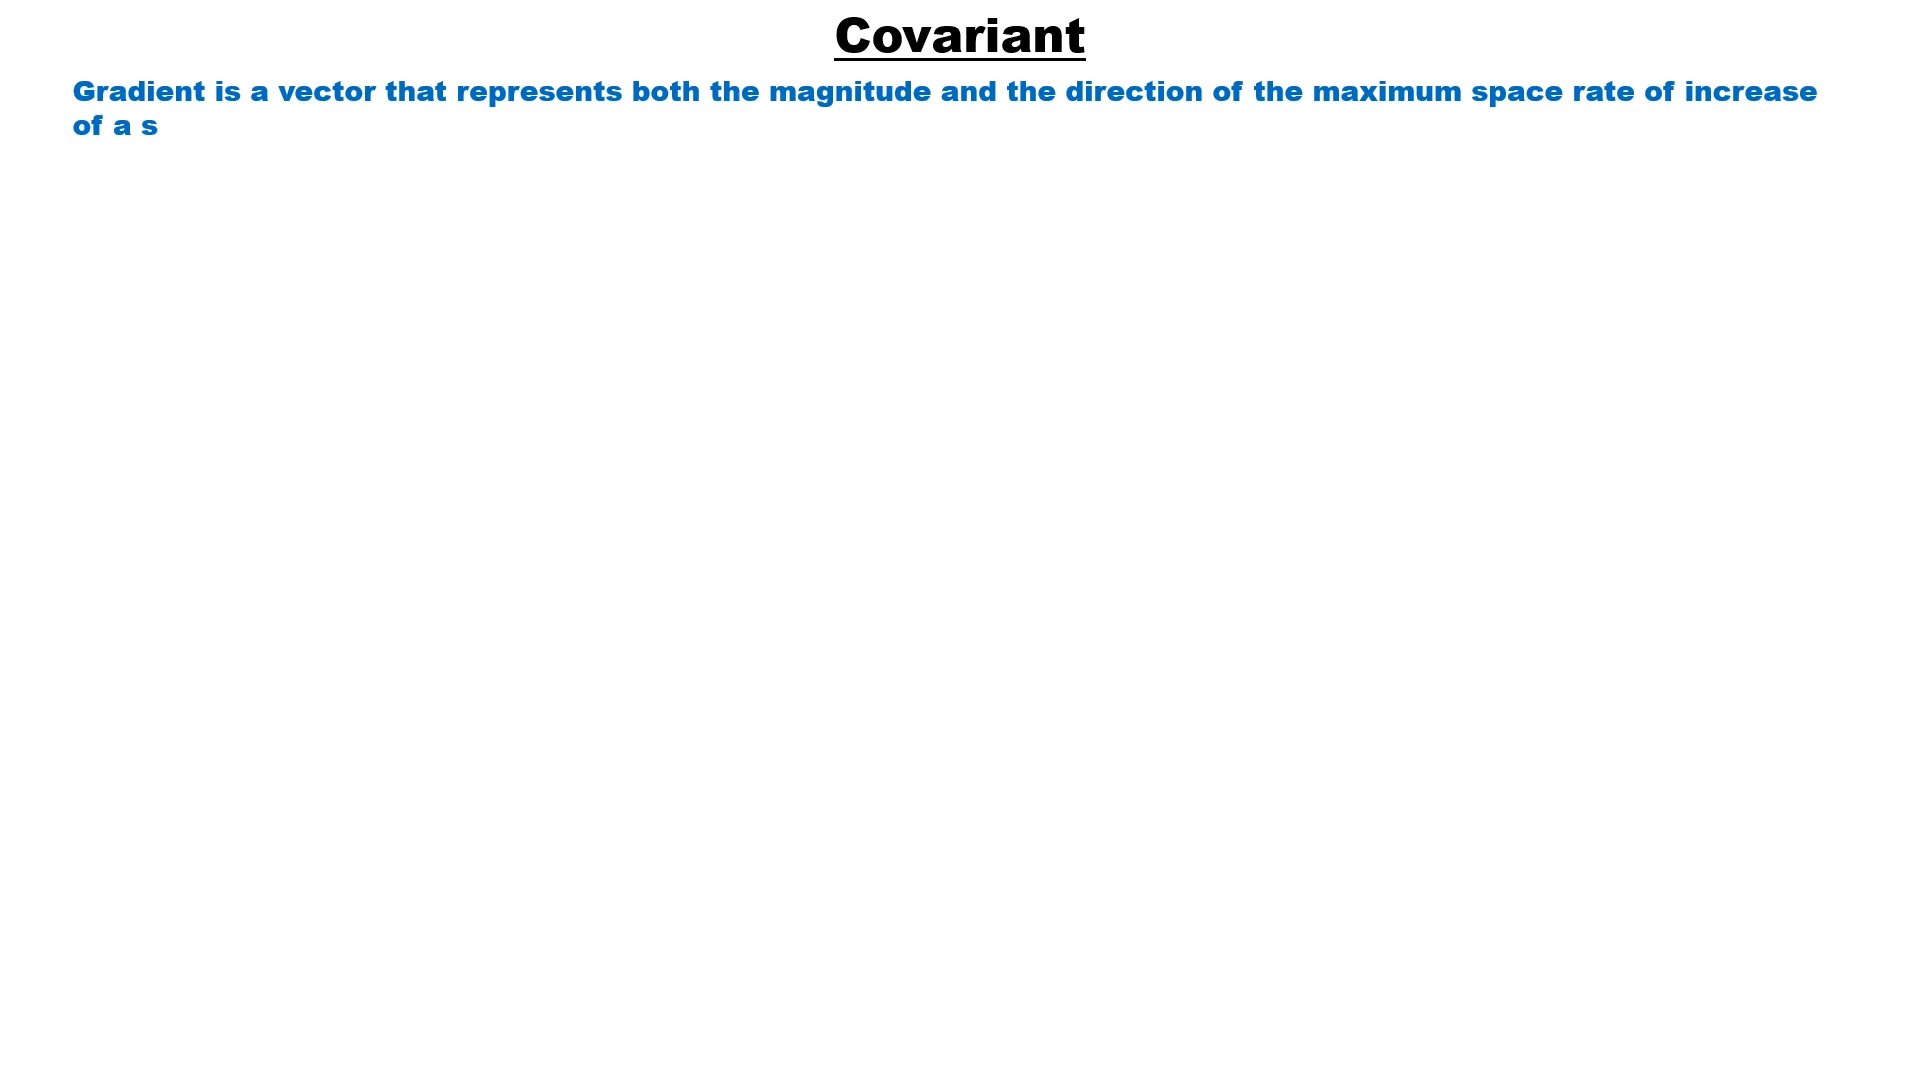 Covariant
Gradient is a vector that represents both the magnitude and the direction of the maximum space rate of increase
of a s